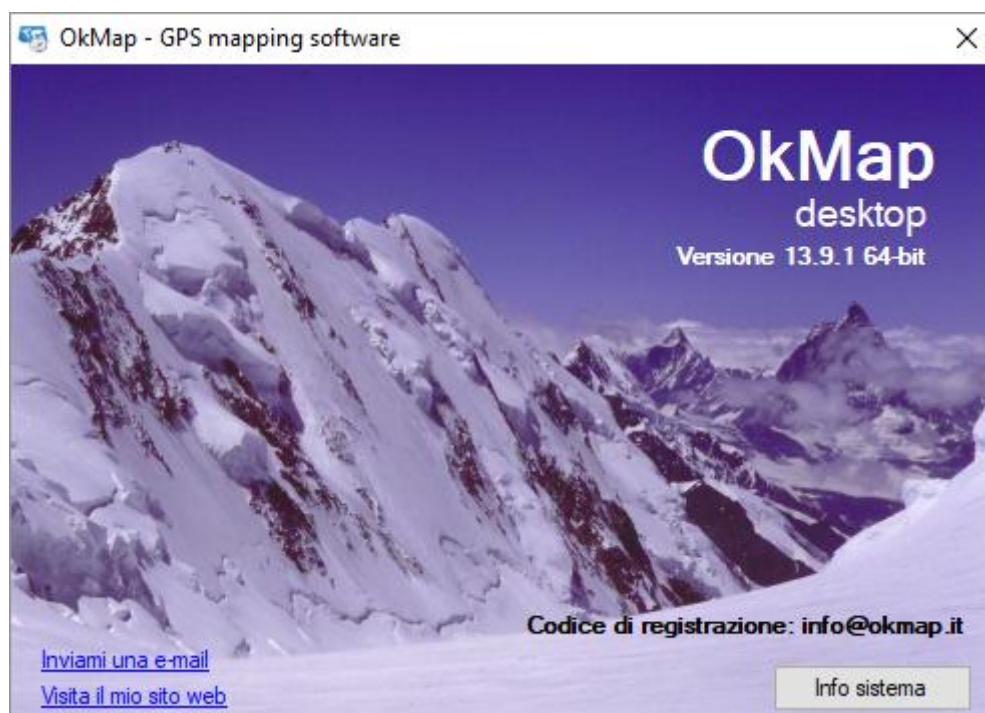 OkMap - GPS mapping software
OkMap
desktop
Versione 13.9.1 64-bit
Codice di registrazione: info@okmap.it
Inviami una e-mail
Visita il mio sito web
Info sistema